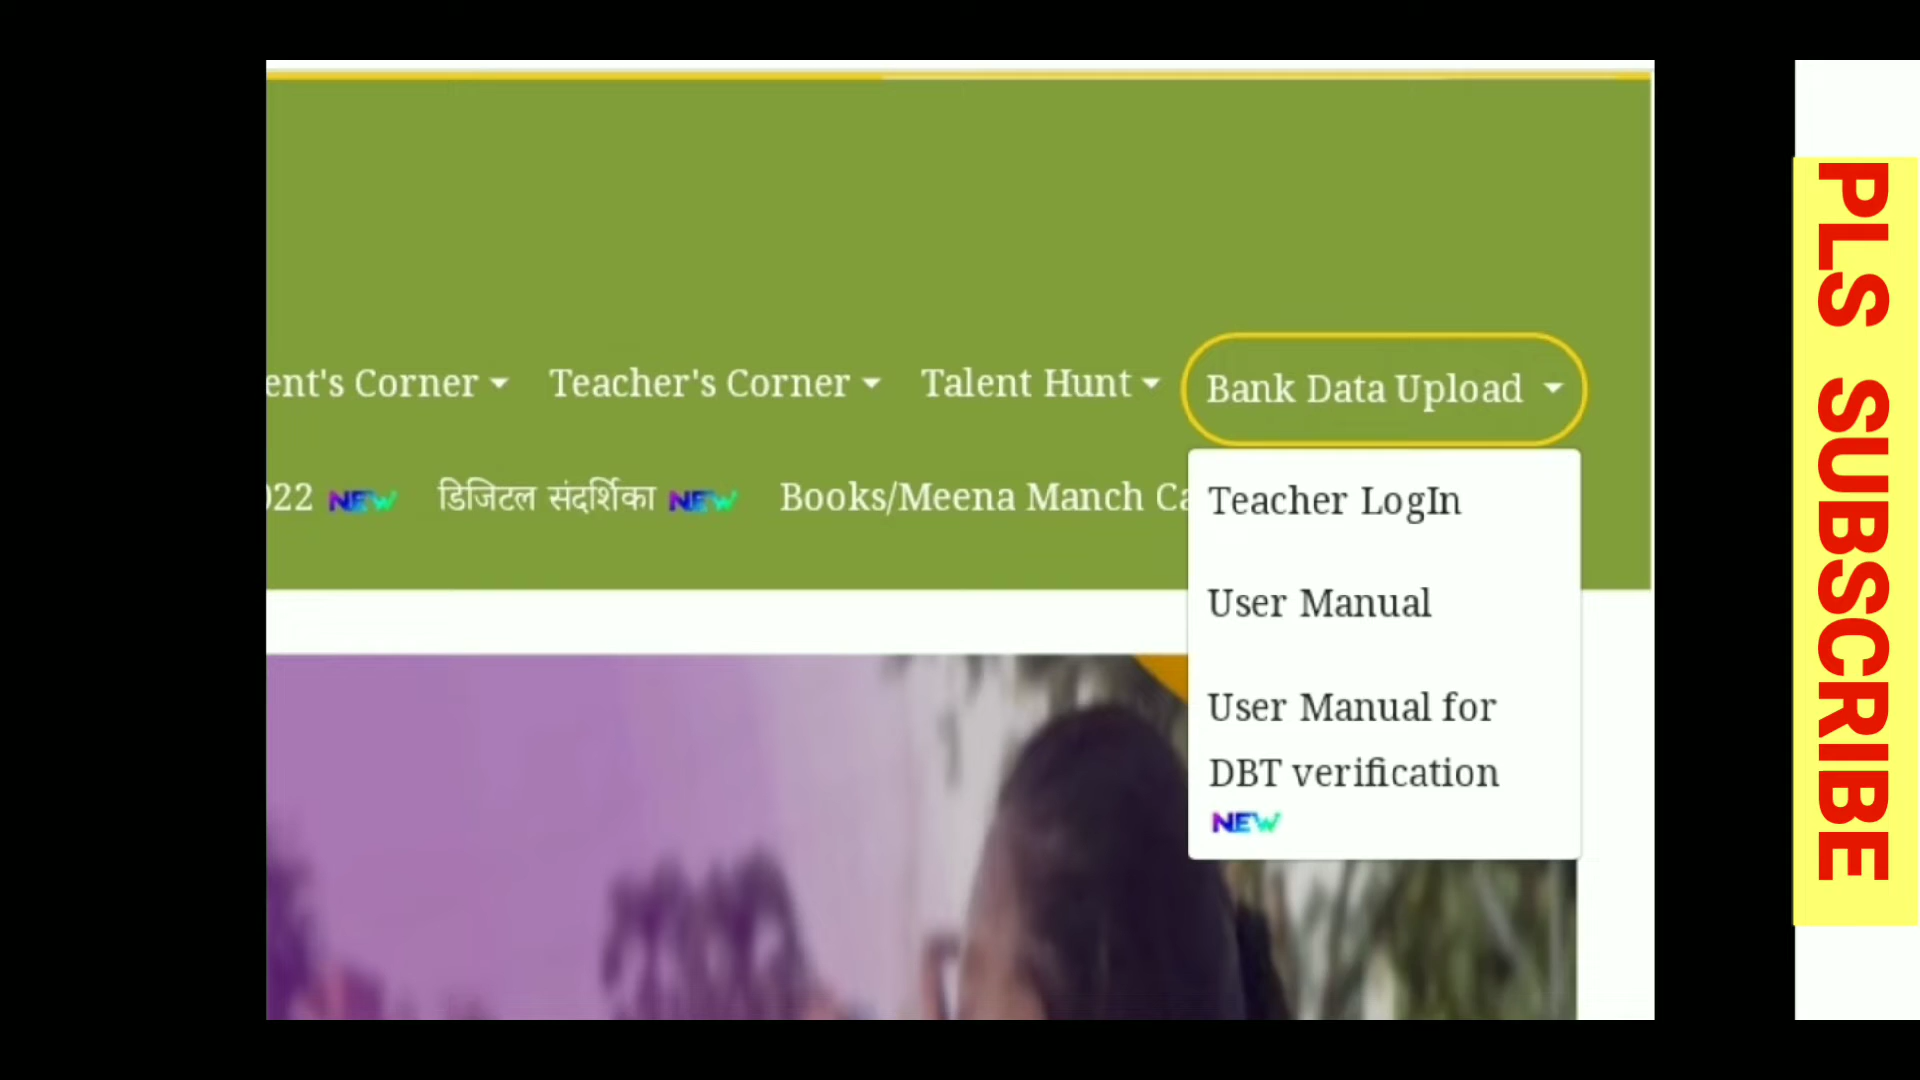 ent's Corner Teacher's Corner Talent Hunt Bank Data Upload
022 NEW डिजिटल संदर्शिका NEW Books/Meena Manch Ca
Teacher LogIn
User Manual
User Manual for
DBT verification
NEW
PLS SUBSCRIBE